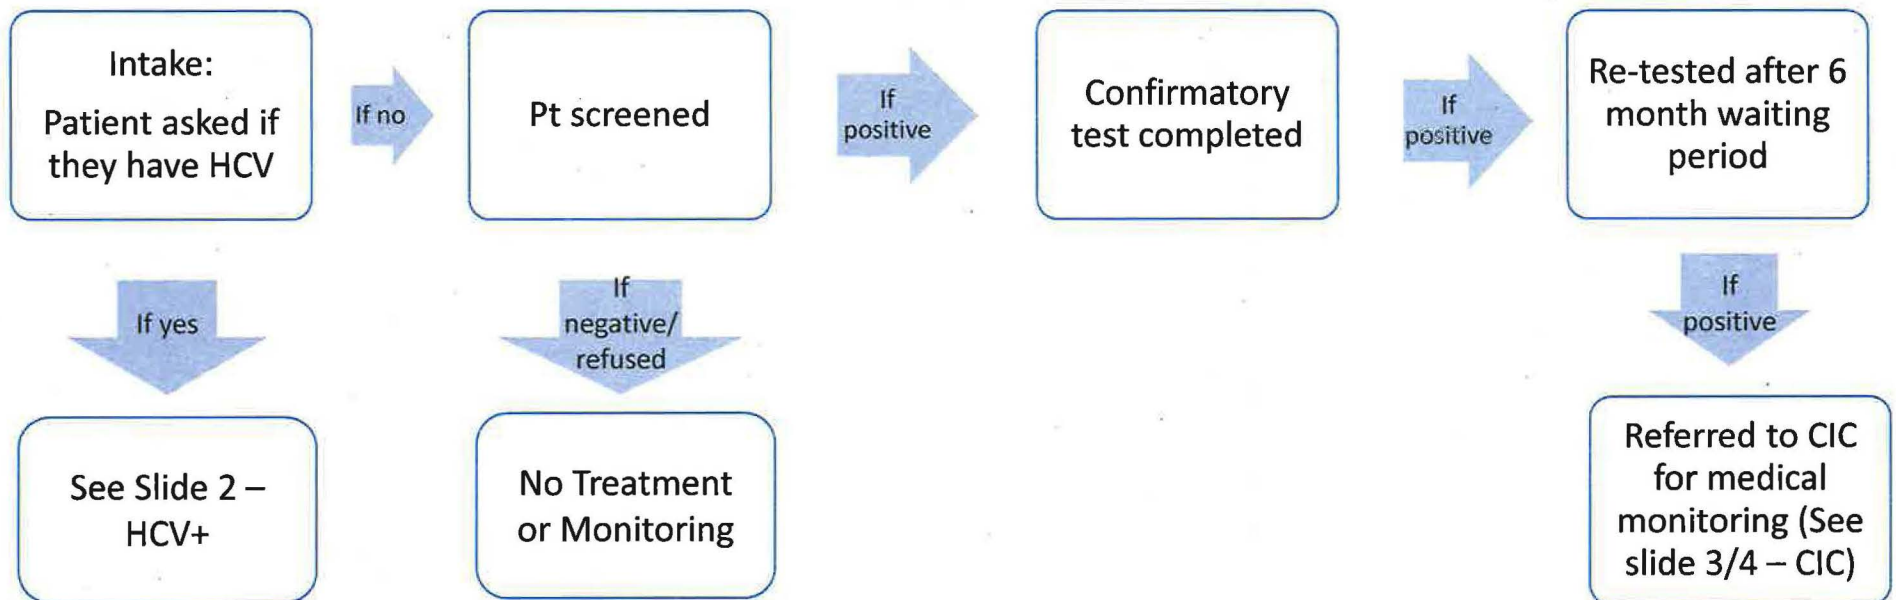 Intake:
Patient asked if
they have HCV
If no
Pt screened
If
positive
Confirmatory
test completed
If
positive
Re-tested after 6
month waiting
period
If yes
If
negative/
refused
If
positive
See Slide 2 –
HCV+
No Treatment
or Monitoring
Referred to CIC
for medical
monitoring (See
slide 3/4 – CIC)